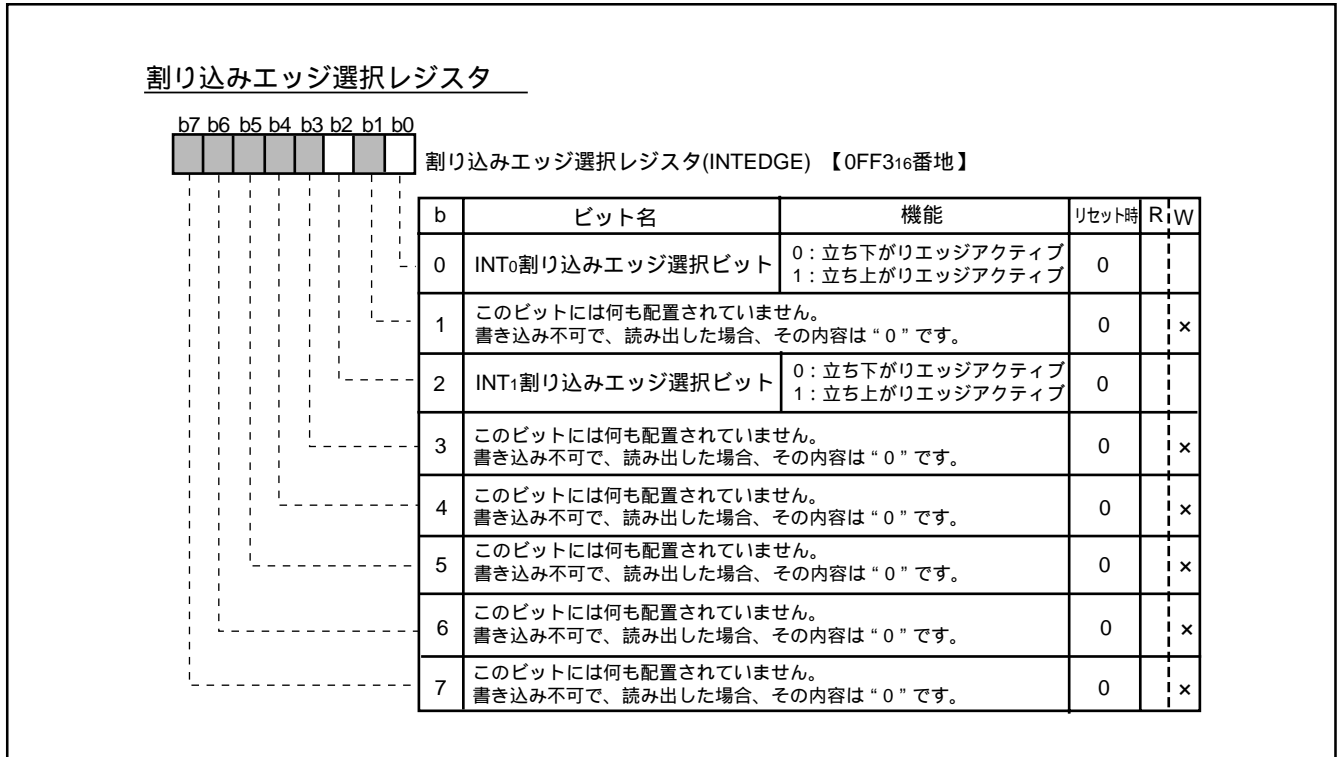 割り込みエッジ選択レジスタ
b7 b6 b5 b4 b3 b2 b1 b0
割り込みエッジ選択レジスタ(INTEDGE) 【0FF316番地】
b ビット名 機能 リセット時 R W
0 INT0割り込みエッジ選択ビット 0：立ち下がりエッジアクティブ 0
1：立ち上がりエッジアクティブ
1 このビットには何も配置されていません。 0 ×
書き込み不可で、読み出した場合、その内容は“0”です。
2 INT1割り込みエッジ選択ビット 0：立ち下がりエッジアクティブ 0
1：立ち上がりエッジアクティブ
3 このビットには何も配置されていません。 0 ×
書き込み不可で、読み出した場合、その内容は“0”です。
4 このビットには何も配置されていません。 0 ×
書き込み不可で、読み出した場合、その内容は“0”です。
5 このビットには何も配置されていません。 0 ×
書き込み不可で、読み出した場合、その内容は“0”です。
6 このビットには何も配置されていません。 0 ×
書き込み不可で、読み出した場合、その内容は“0”です。
7 このビットには何も配置されていません。 0 ×
書き込み不可で、読み出した場合、その内容は“0”です。